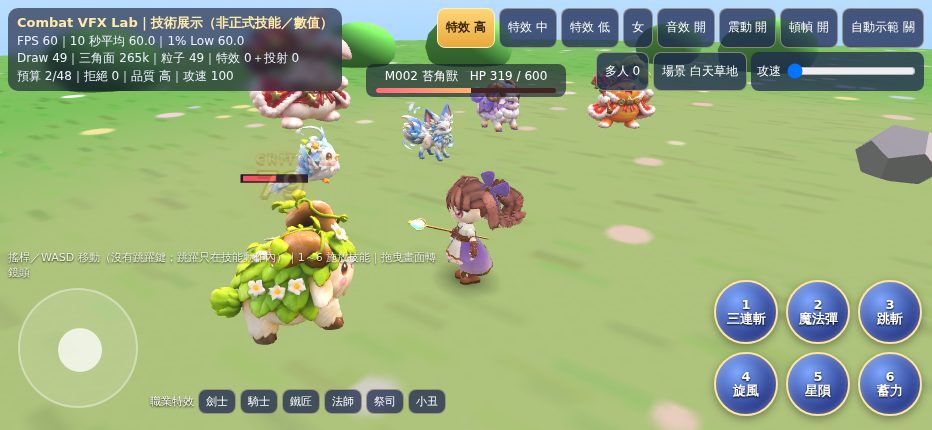 Combat VFX Lab｜技術展示（非正式技能／數值）
FPS 60｜10 秒平均 60.0｜1% Low 60.0
Draw 49｜三角面 265k｜粒子 49｜特效 0＋投射 0
預算 2/48｜拒絕 0｜品質 高｜攻速 100
特效 高
特效 中
特效 低
女
音效 開
震動 開
頓幀 開
自動示範 關
多人 0
場景 白天草地
攻速
M002 苔角獸 HP 319 / 600
搖桿／WASD 移動（沒有跳躍鍵；跳躍只在技能動作內）｜1～6 施放技能｜拖曳畫面轉
鏡頭
1
三連斬
2
魔法彈
3
跳斬
4
旋風
5
星隕
6
蓄力
職業特效
劍士
騎士
鐵匠
法師
祭司
小丑